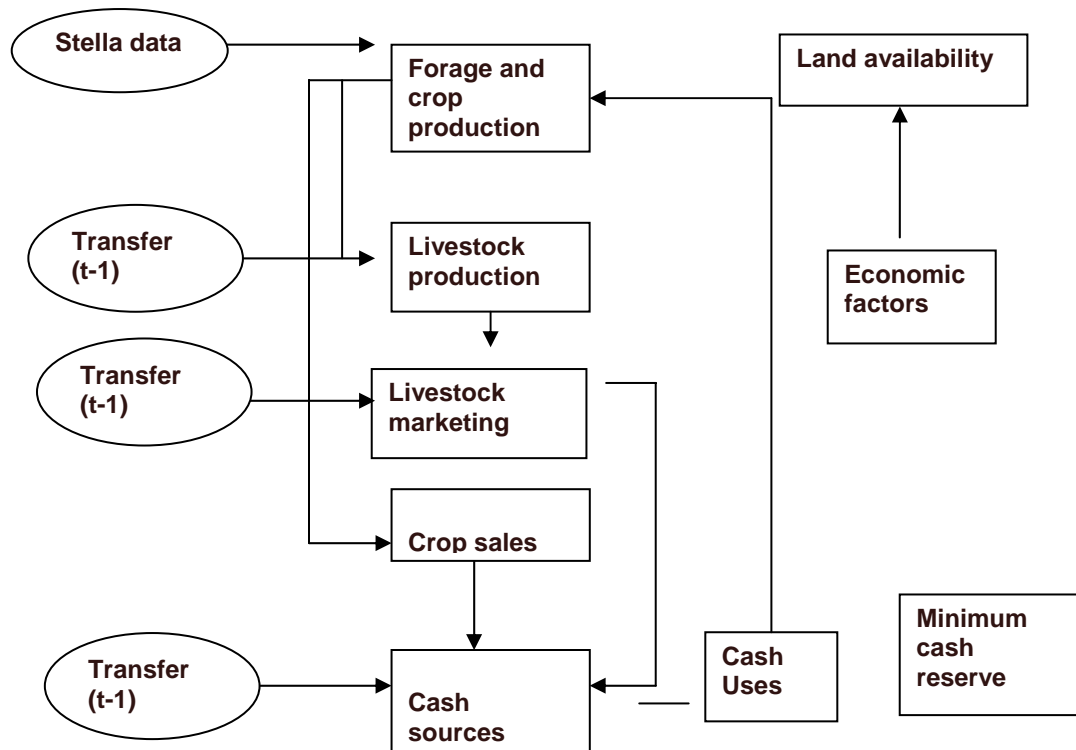 Stella data
Forage and
crop
production
Land availability
Transfer
(t-1)
Livestock
production
Economic
factors
Transfer
(t-1)
Livestock
marketing
Crop sales
Minimum
cash
reserve
Transfer
(t-1)
Cash
sources
Cash
Uses